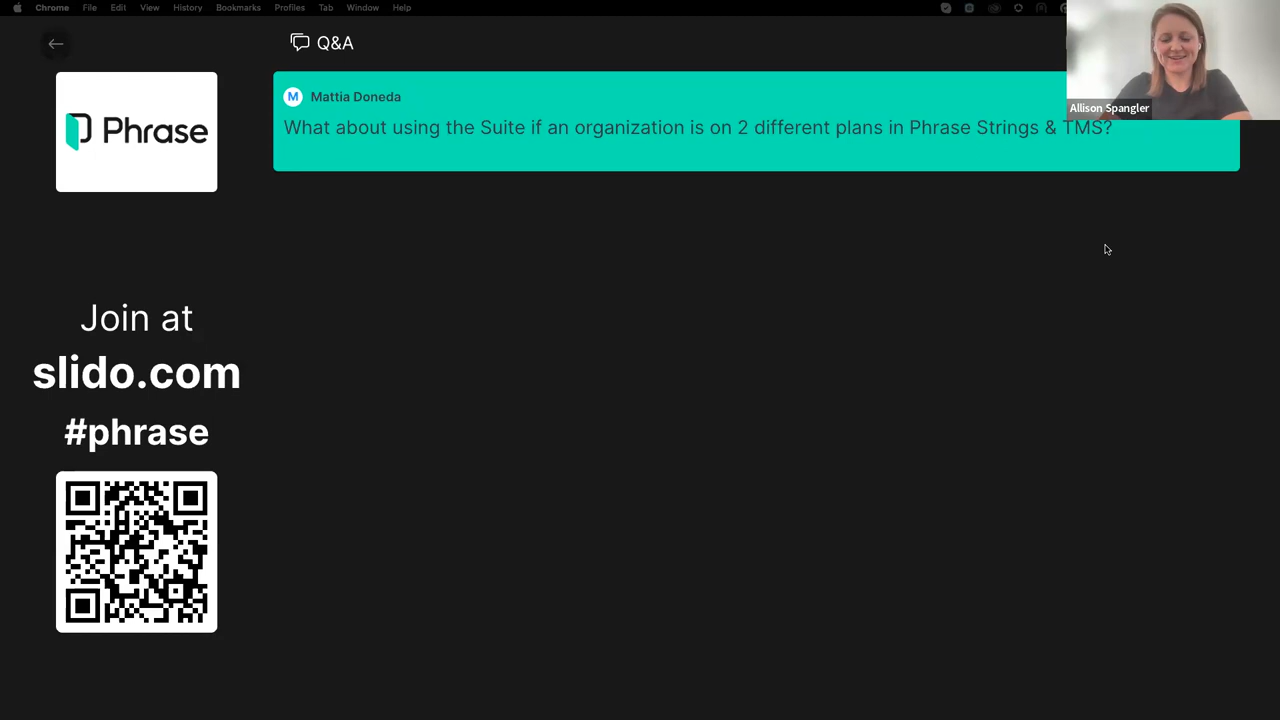 Chrome File Edit View History Bookmarks Profiles Tab Window Help
Q&A
Phrase
M Mattia Doneda
What about using the Suite if an organization is on 2 different plans in Phrase Strings & TMS?
Allison Spangler
Join at
slido.com
#phrase